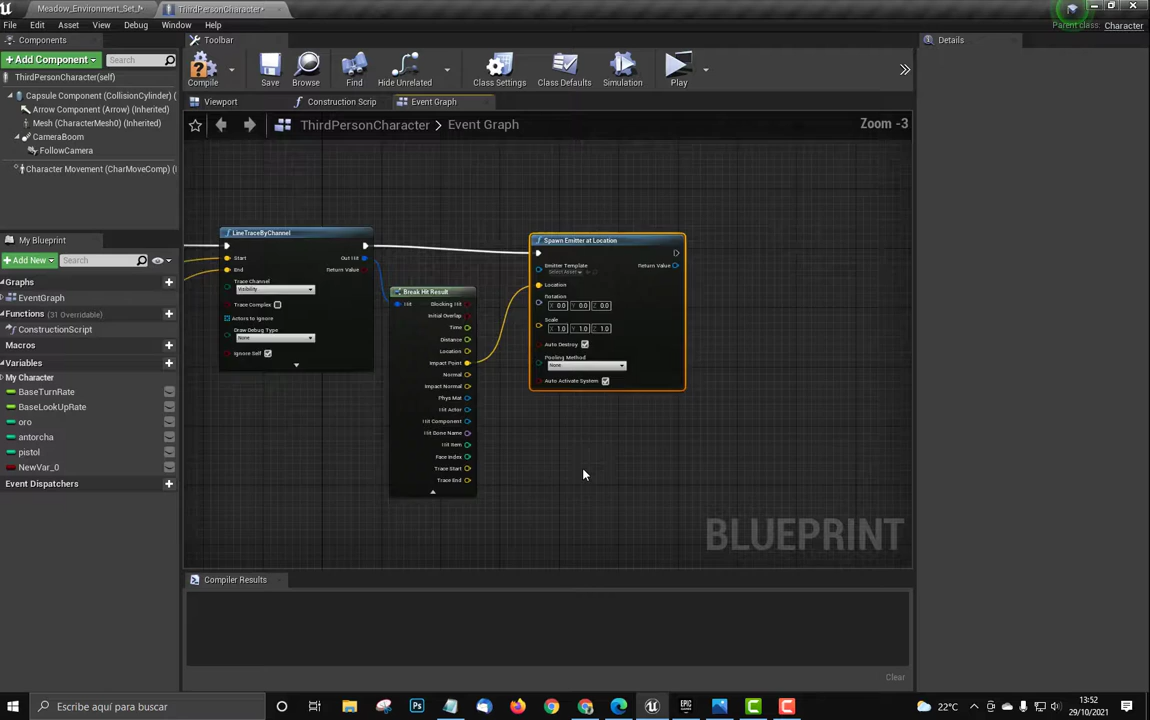 Meadow_Environment_Set_*
ThirdPersonCharacter*
File Edit Asset View Debug Window Help
Parent class: Character
Components
Toolbar
Details
+ Add Component
Search
ThirdPersonCharacter(self)
Capsule Component (CollisionCylinder) (
Arrow Component (Arrow) (Inherited)
Mesh (CharacterMesh0) (Inherited)
CameraBoom
FollowCamera
Character Movement (CharMoveComp) (I
Compile
Save
Browse
Find
Hide Unrelated
Class Settings
Class Defaults
Simulation
Play
Viewport
Construction Scrip
Event Graph
ThirdPersonCharacter > Event Graph
Zoom -3
My Blueprint
+ Add New
Search
Graphs
EventGraph
Functions (31 Overridable)
ConstructionScript
Macros
Variables
My Character
BaseTurnRate
BaseLookUpRate
oro
antorcha
pistol
NewVar_0
Event Dispatchers
LineTraceByChannel
Start
Out Hit
End
Return Value
Trace Channel
Visibility
Trace Complex
Actors to Ignore
Draw Debug Type
None
Ignore Self
Break Hit Result
Hit
Blocking Hit
Initial Overlap
Time
Distance
Location
Impact Point
Normal
Impact Normal
Phys Mat
Hit Actor
Hit Component
Hit Bone Name
Hit Item
Face Index
Trace Start
Trace End
Spawn Emitter at Location
Emitter Template
Select Asset
Return Value
Location
Rotation
X 0.0 Y 0.0 Z 0.0
Scale
X 1.0 Y 1.0 Z 1.0
Auto Destroy
Pooling Method
None
Auto Activate System
BLUEPRINT
Compiler Results
Clear
Escribe aquí para buscar
22°C
13:52
29/10/2021